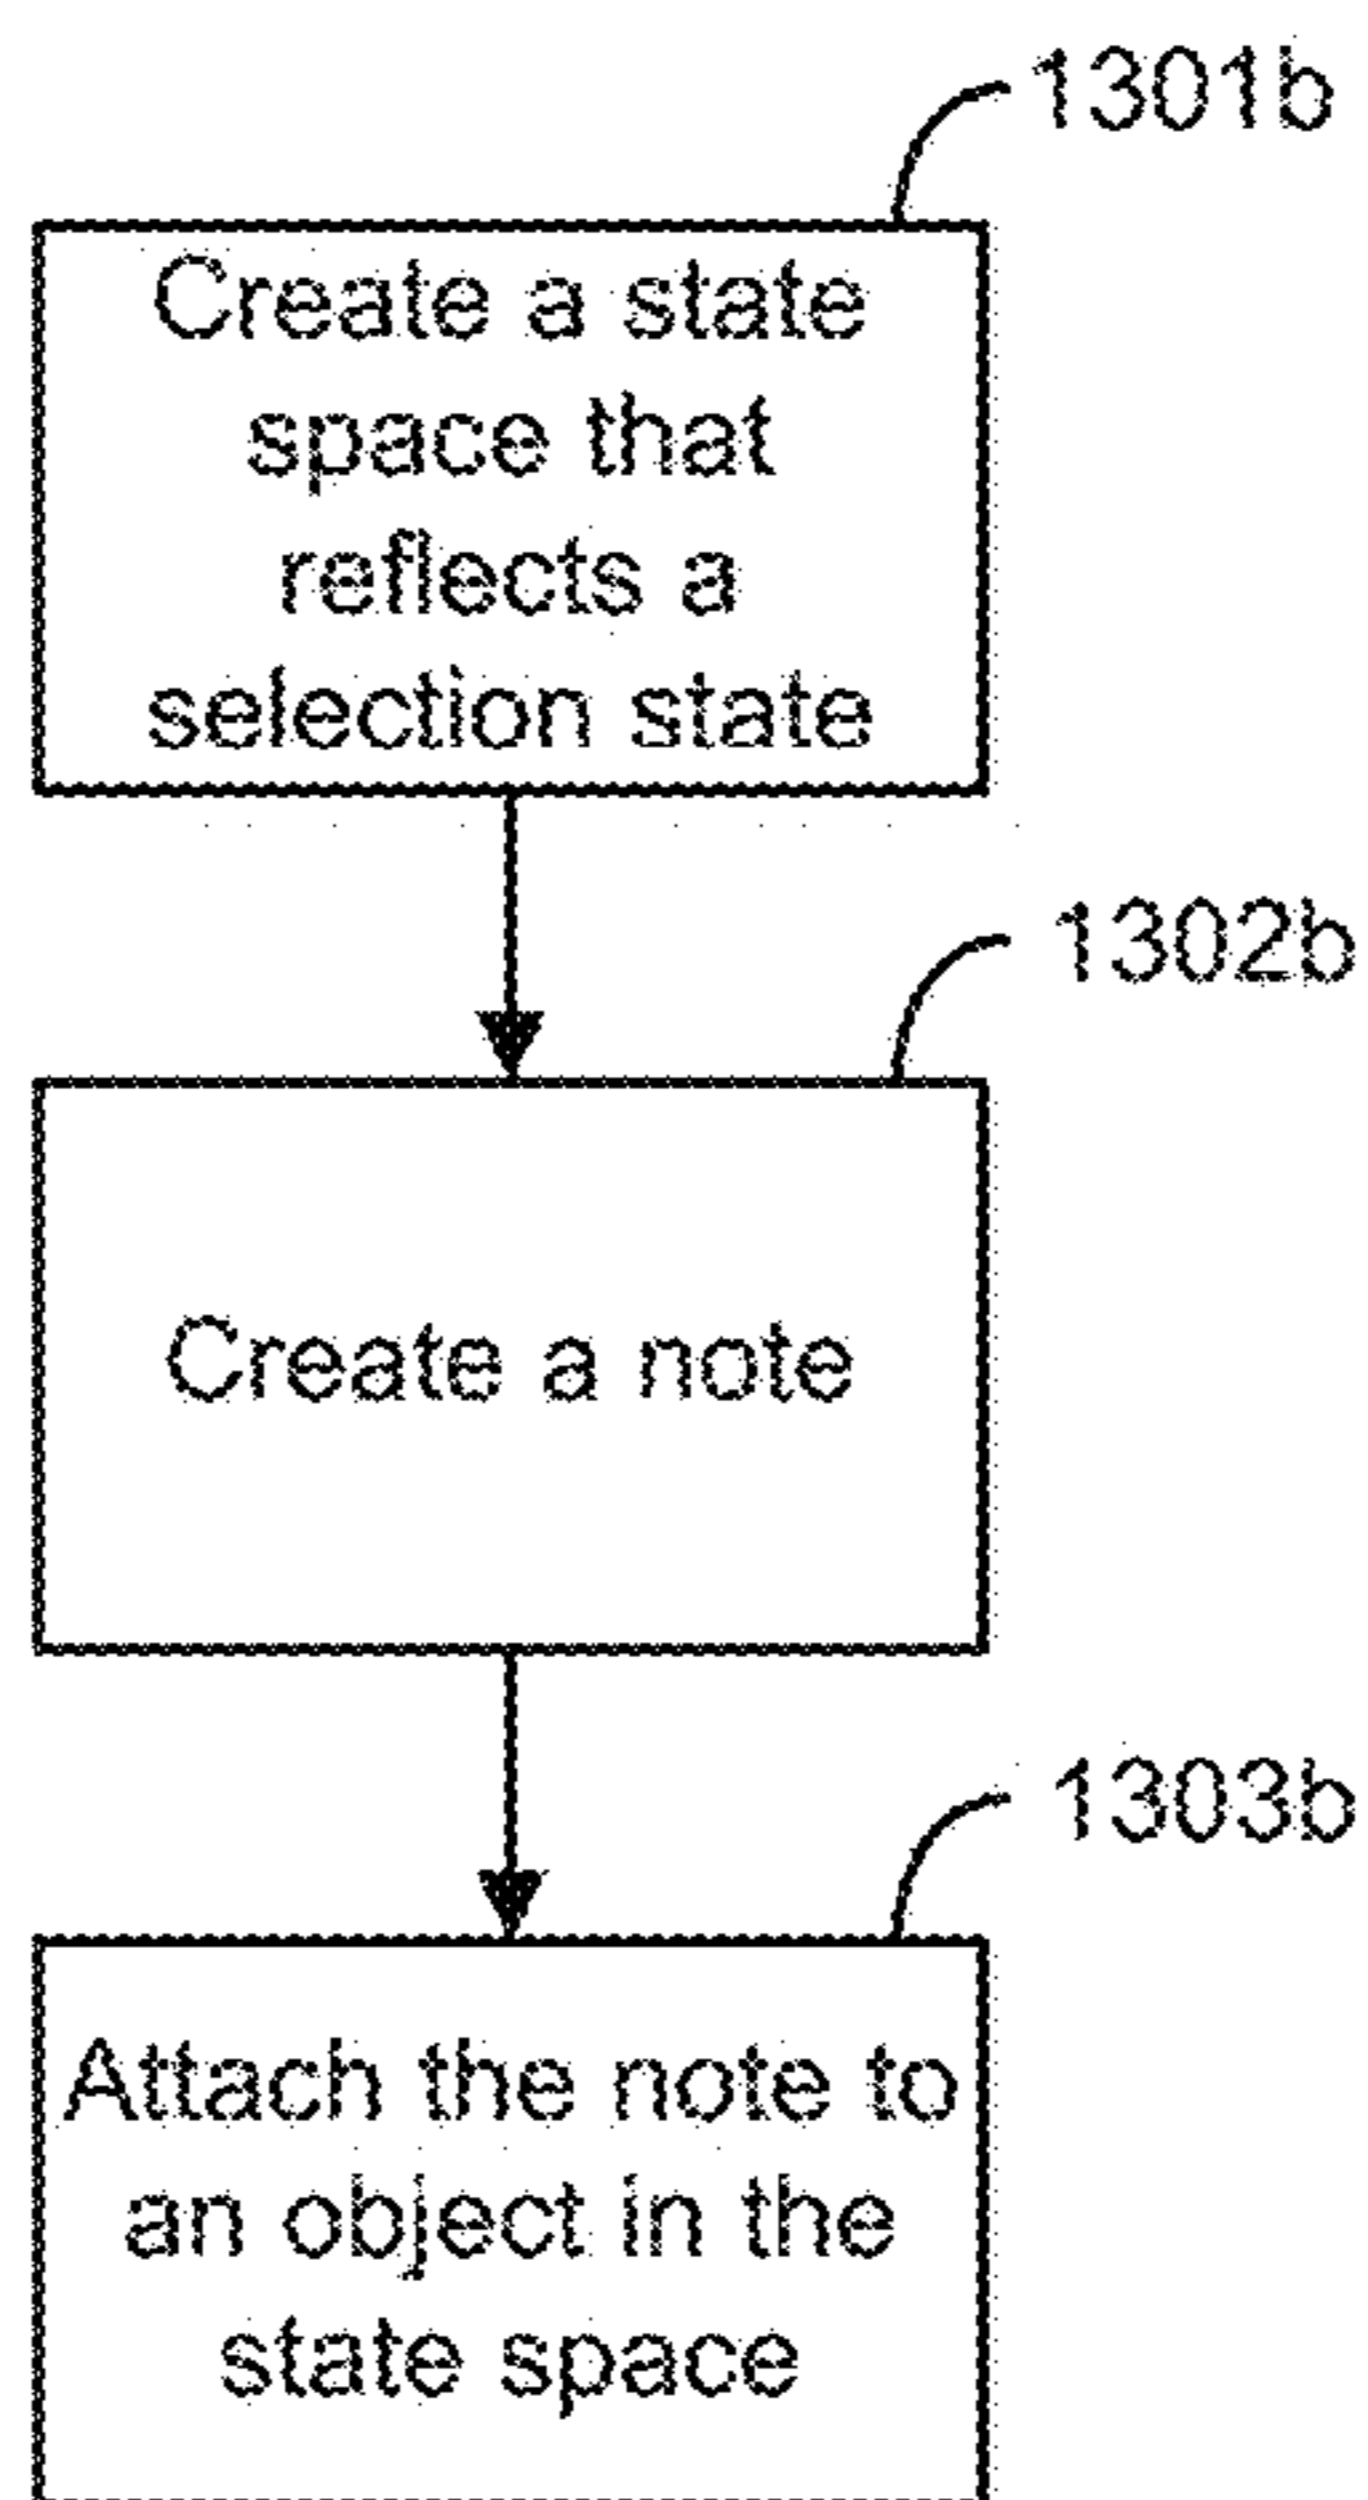 1301b
Create a state
space that
reflects a
selection state
1302b
Create a note
1303b
Attach the note to
an object in the
state space